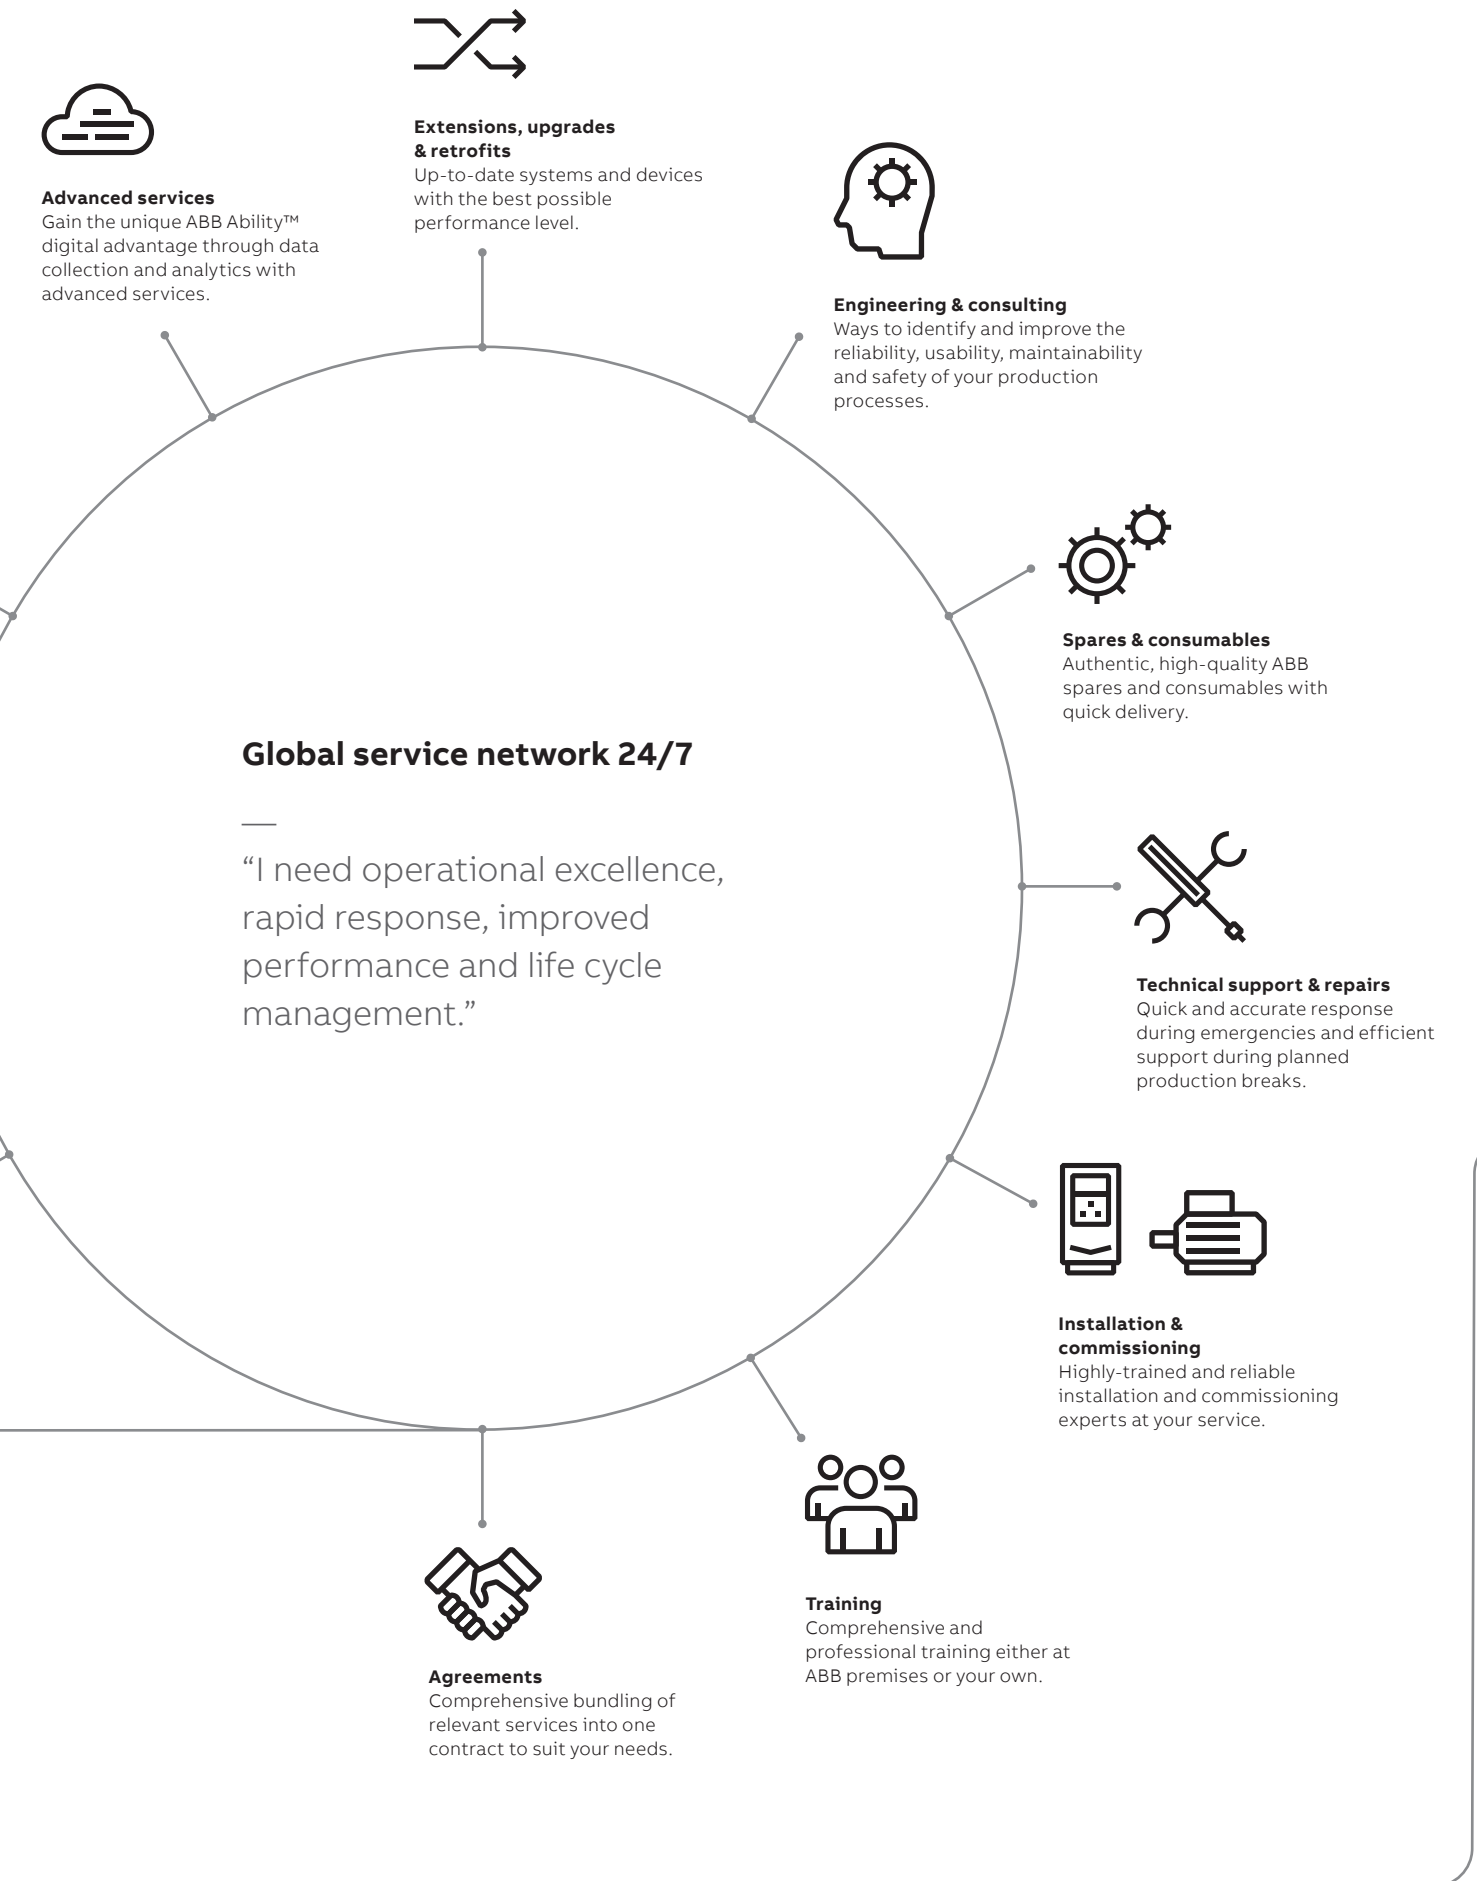 Extensions, upgrades
& retrofits
Up-to-date systems and devices
with the best possible
performance level.
Advanced services
Gain the unique ABB Ability™
digital advantage through data
collection and analytics with
advanced services.
Engineering & consulting
Ways to identify and improve the
reliability, usability, maintainability
and safety of your production
processes.
Spares & consumables
Authentic, high-quality ABB
spares and consumables with
quick delivery.
Global service network 24/7
—
“I need operational excellence,
rapid response, improved
performance and life cycle
management.”
Technical support & repairs
Quick and accurate response
during emergencies and efficient
support during planned
production breaks.
Installation &
commissioning
Highly-trained and reliable
installation and commissioning
experts at your service.
Training
Comprehensive and
professional training either at
ABB premises or your own.
Agreements
Comprehensive bundling of
relevant services into one
contract to suit your needs.